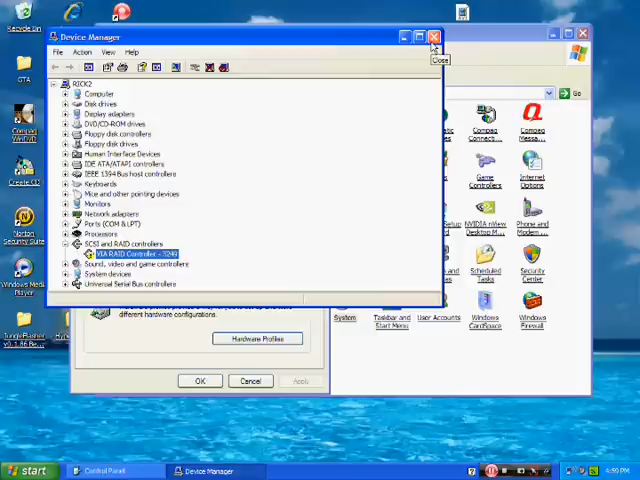 Recycle Bin
GTA
Compaq
WinDVD
Create CD
Norton
Security Suite
Windows Media
Player
Device Manager
File Action View Help
Close
RICK2
Computer
Disk drives
Display adapters
DVD/CD-ROM drives
Floppy disk controllers
Floppy disk drives
Human Interface Devices
IDE ATA/ATAPI controllers
IEEE 1394 Bus host controllers
Keyboards
Mice and other pointing devices
Monitors
Network adapters
Ports (COM & LPT)
Processors
SCSI and RAID controllers
VIA RAID Controller - 3249
Sound, video and game controllers
System devices
Universal Serial Bus controllers
different hardware configurations.
Hardware Profiles
OK Cancel Apply
Go
Compaq
Connect...
Compaq
Messa...
Game
Controllers
Internet
Options
NVIDIA nView
Desktop M...
Phone and
Modem ...
Scheduled
Tasks
Security
Center
System
Taskbar and
Start Menu
User Accounts
Windows
CardSpace
Windows
Firewall
start
Control Panel
Device Manager
4:59 PM